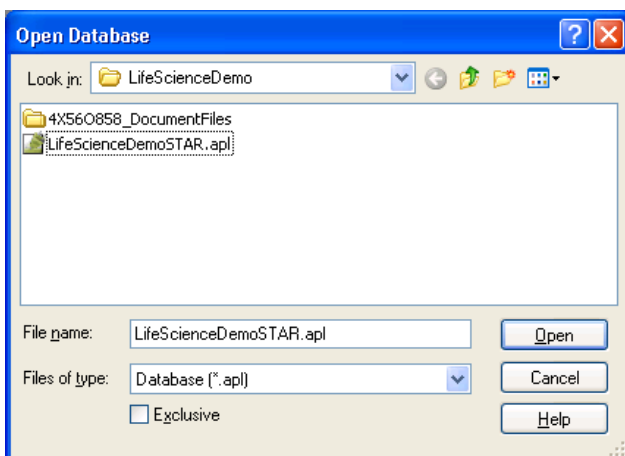 Open Database
Look in: LifeScienceDemo
4X56O858_DocumentFiles
LifeScienceDemoSTAR.apl
File name: LifeScienceDemoSTAR.apl Open
Files of type: Database (*.apl) Cancel
Exclusive Help